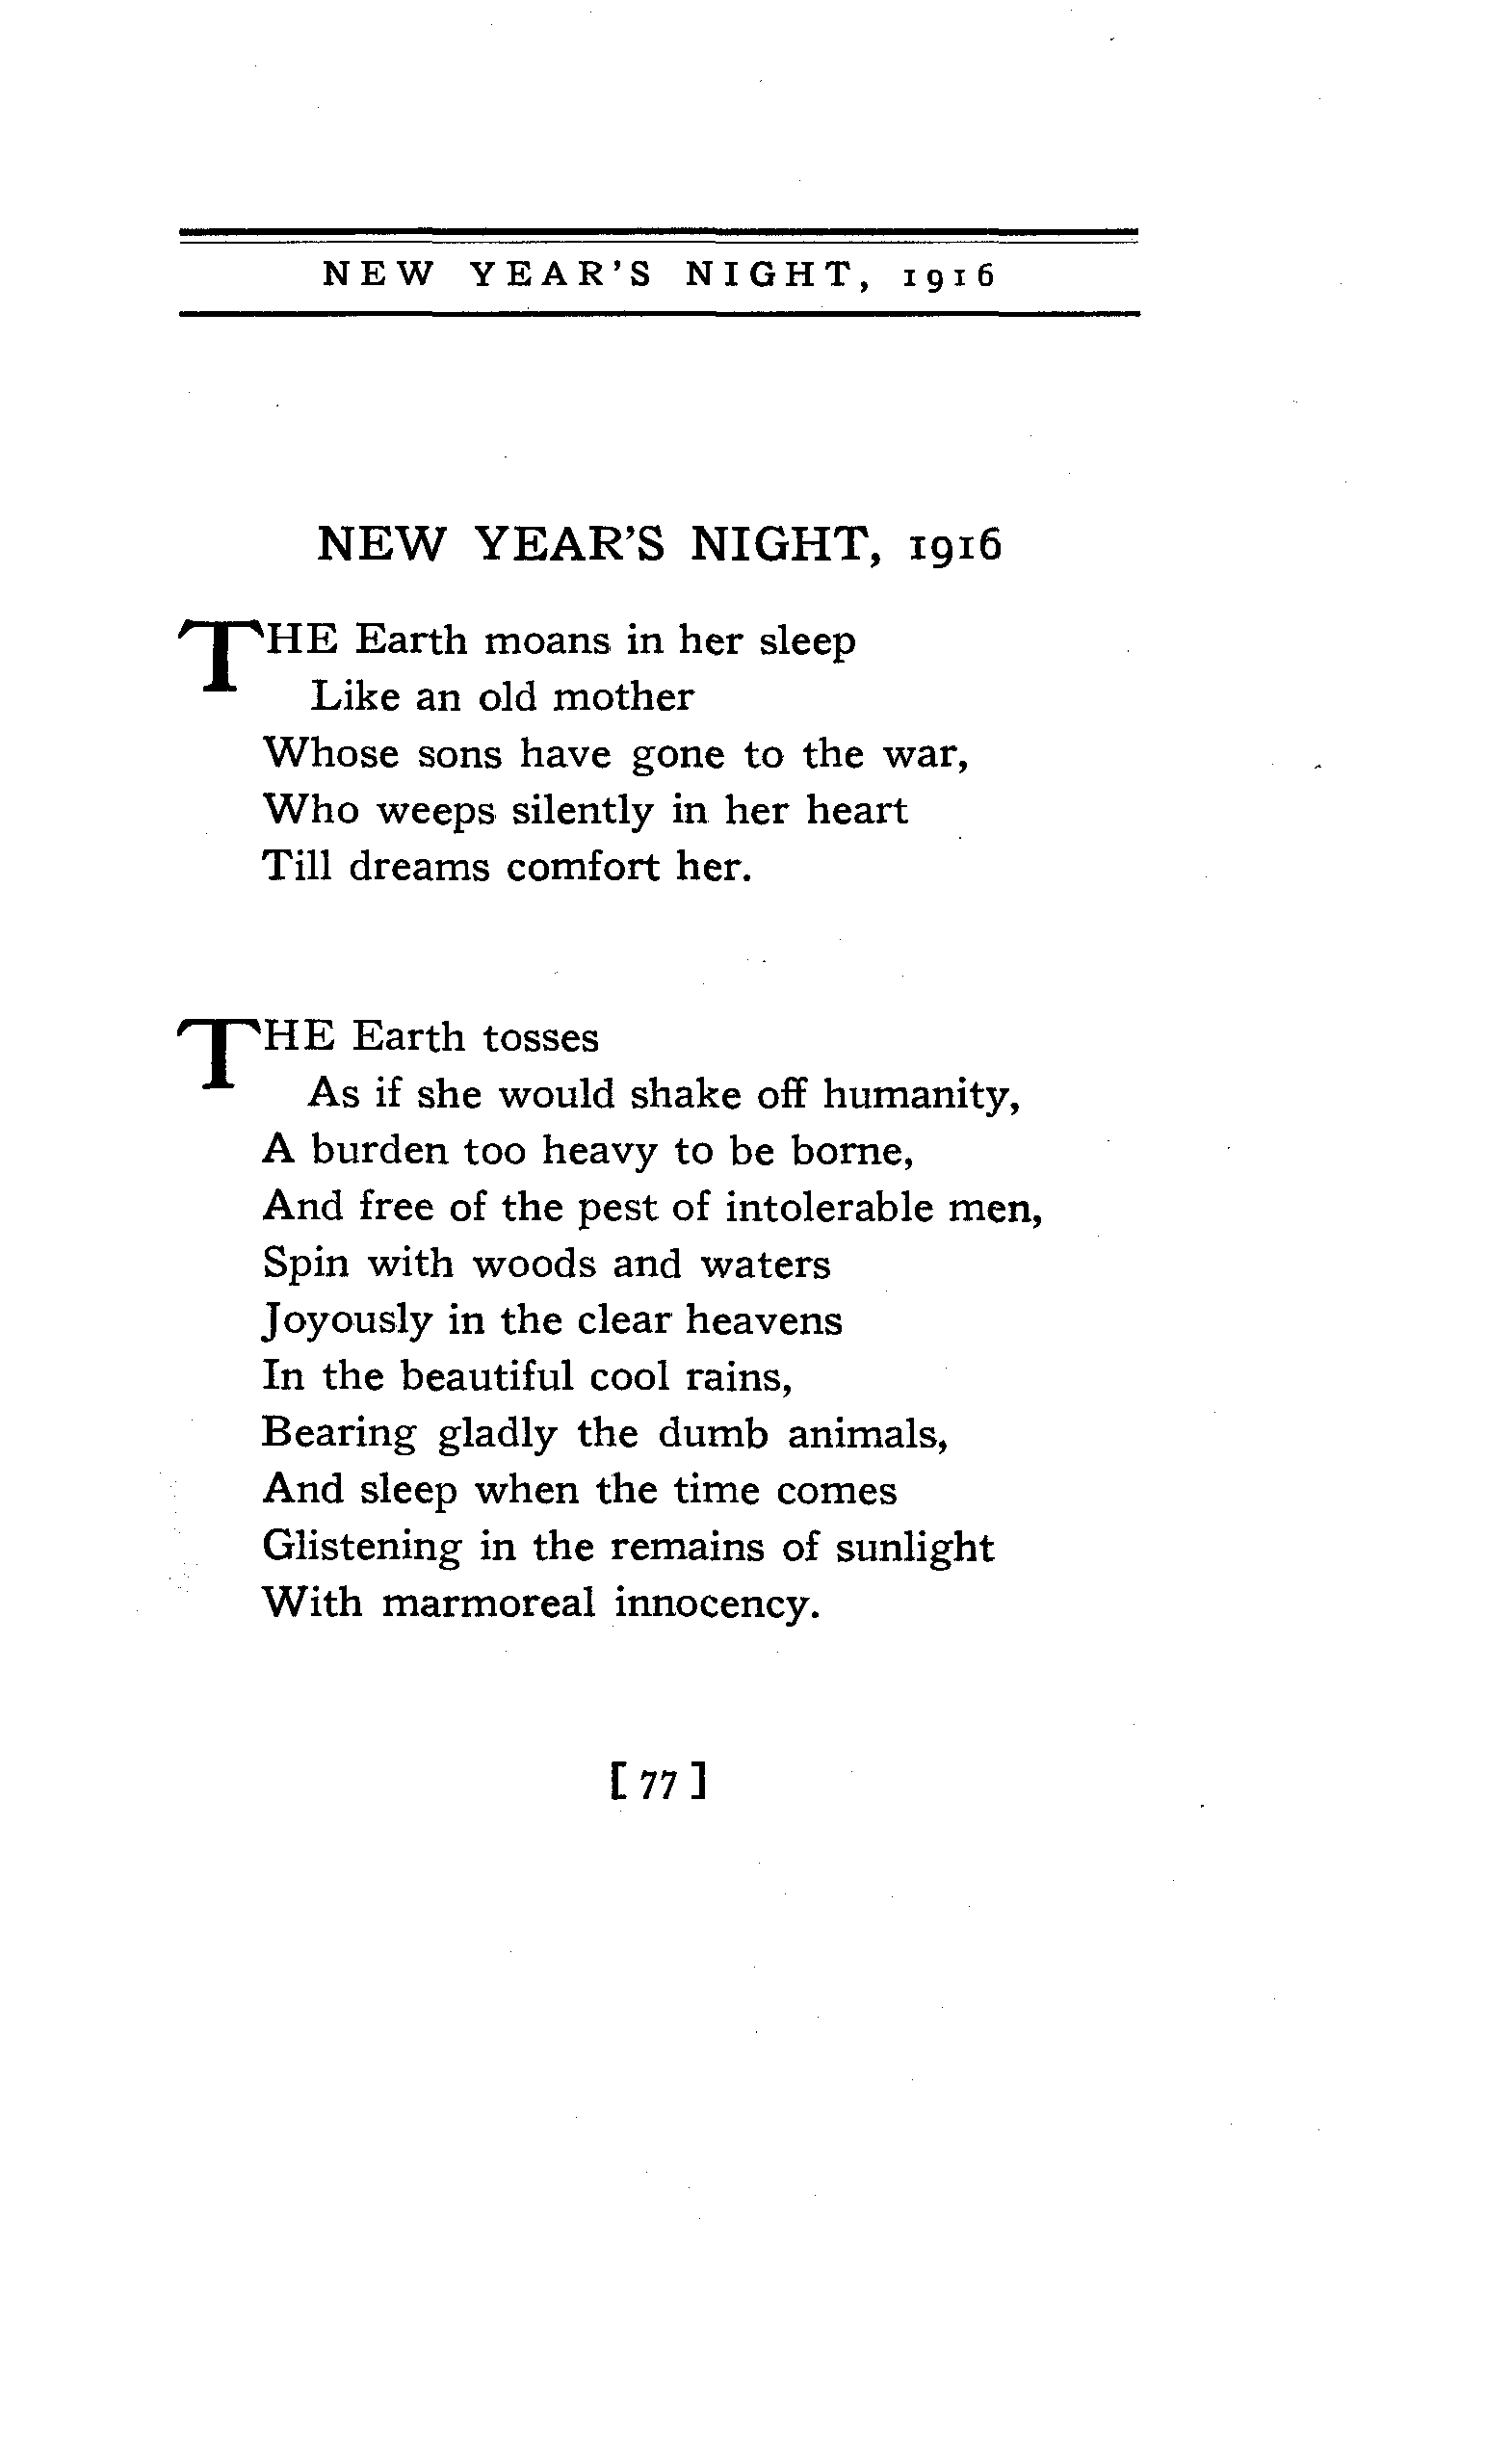 NEW YEAR'S NIGHT, 1916
NEW YEAR'S NIGHT, 1916
THE Earth moans in her sleep
Like an old mother
Whose sons have gone to the war,
Who weeps silently in her heart
Till dreams comfort her.
THE Earth tosses
As if she would shake off humanity,
A burden too heavy to be borne,
And free of the pest of intolerable men,
Spin with woods and waters
Joyously in the clear heavens
In the beautiful cool rains,
Bearing gladly the dumb animals,
And sleep when the time comes
Glistening in the remains of sunlight
With marmoreal innocency.
[ 77 ]